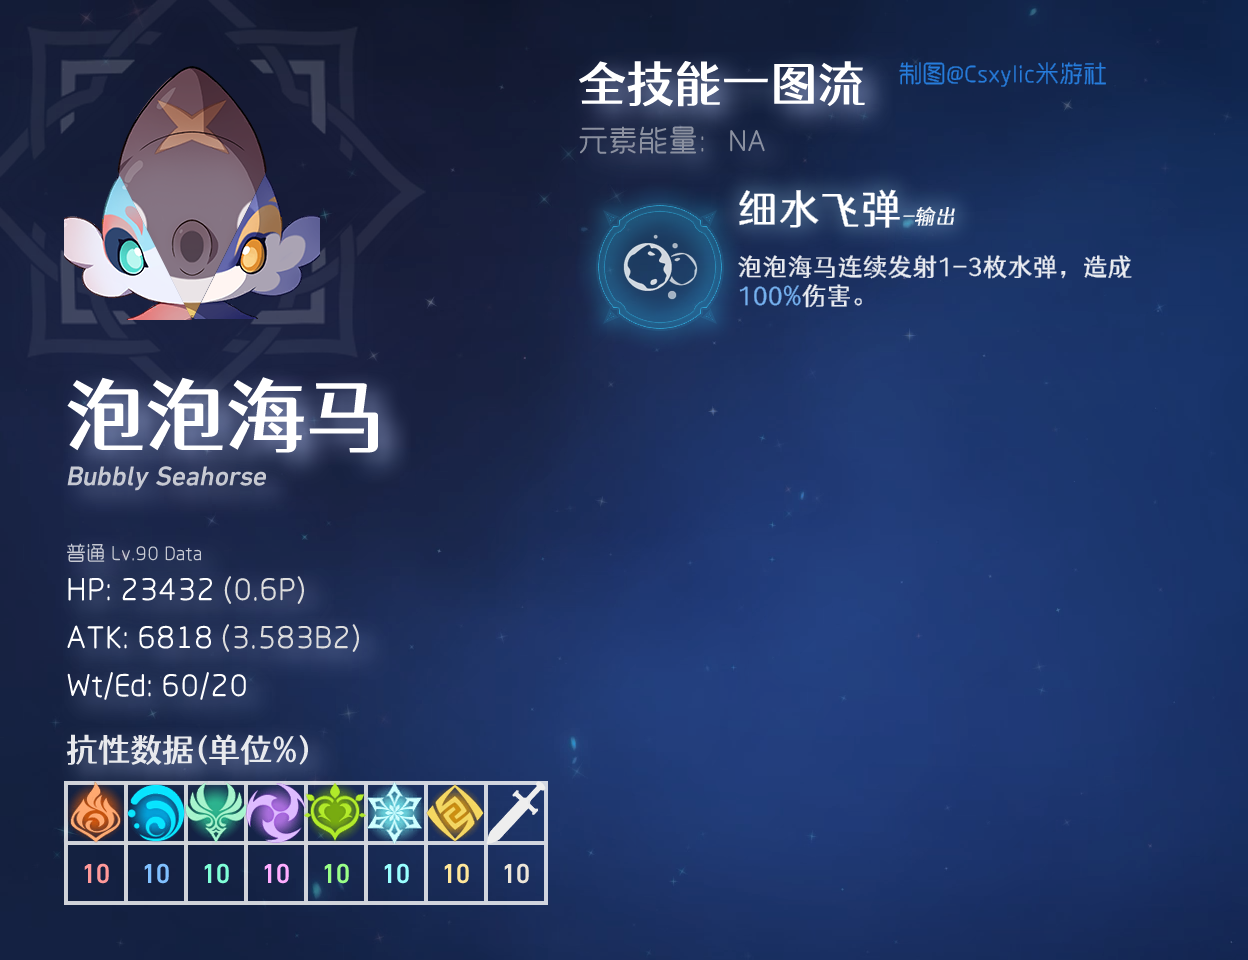 全技能一图流 制图@Csxylic米游社
元素能量: NA
细水飞弹-输出
泡泡海马连续发射1-3枚水弹，造成
100%伤害。
泡泡海马
Bubbly Seahorse
普通 Lv.90 Data
HP: 23432 (0.6P)
ATK: 6818 (3.583B2)
Wt/Ed: 60/20
抗性数据(单位%)
10 10 10 10 10 10 10 10